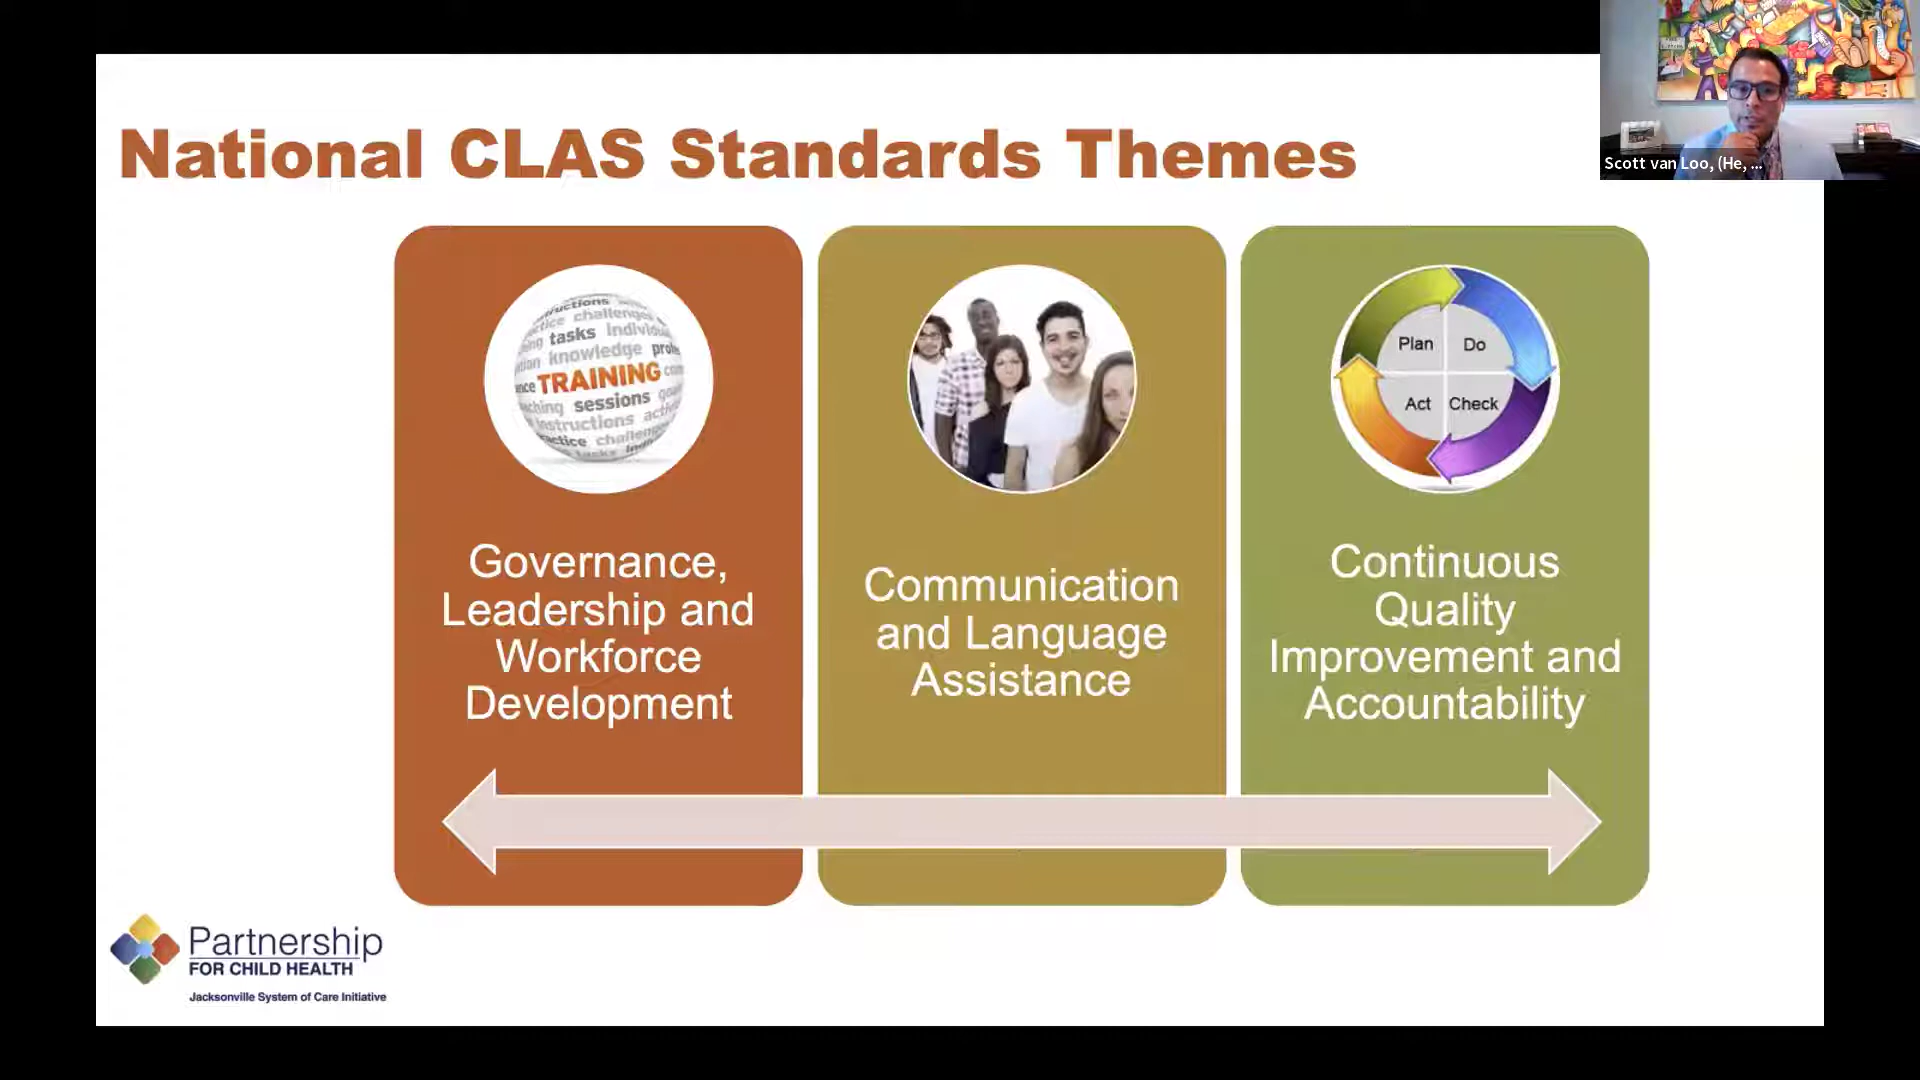 National CLAS Standards Themes
Scott van Loo, (He, ...
tasks
knowledge
TRAINING
sessions
instructions
Plan
Do
Act
Check
Governance,
Leadership and
Workforce
Development
Communication
and Language
Assistance
Continuous
Quality
Improvement and
Accountability
Partnership
FOR CHILD HEALTH
Jacksonville System of Care Initiative